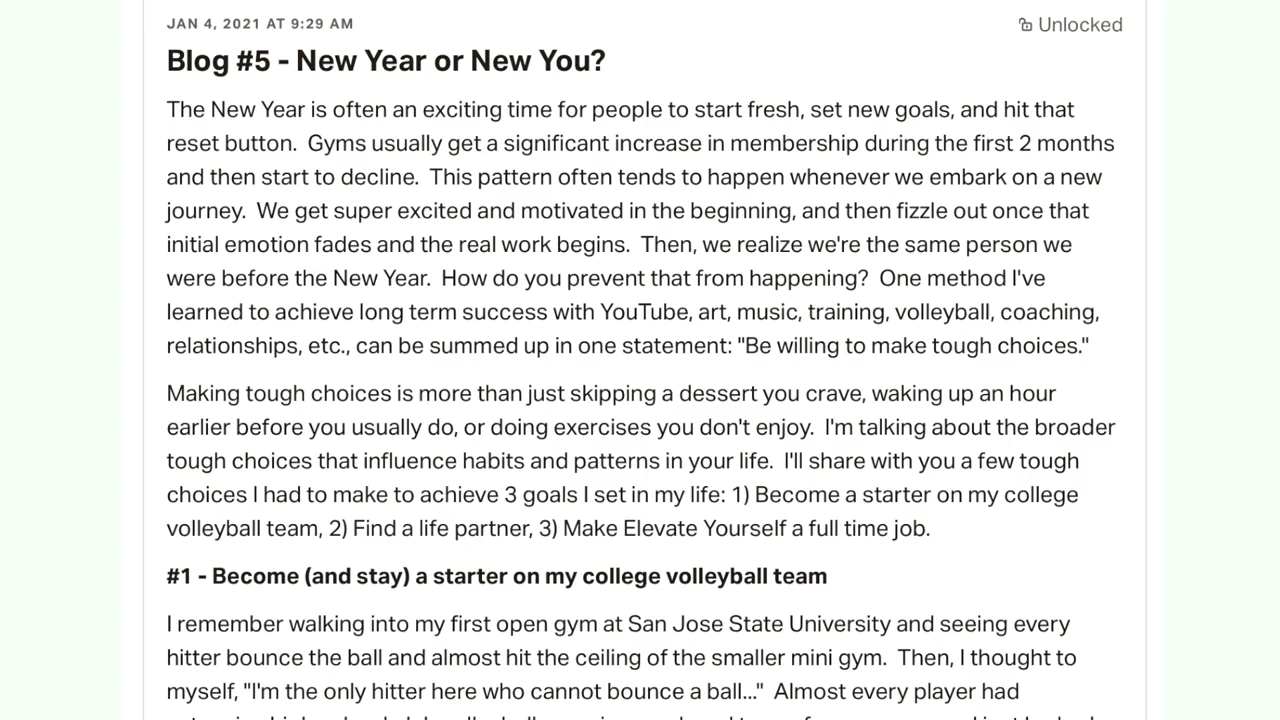 JAN 4, 2021 AT 9:29 AM
Unlocked
Blog #5 - New Year or New You?
The New Year is often an exciting time for people to start fresh, set new goals, and hit that
reset button.  Gyms usually get a significant increase in membership during the first 2 months
and then start to decline.  This pattern often tends to happen whenever we embark on a new
journey.  We get super excited and motivated in the beginning, and then fizzle out once that
initial emotion fades and the real work begins.  Then, we realize we're the same person we
were before the New Year.  How do you prevent that from happening?  One method I've
learned to achieve long term success with YouTube, art, music, training, volleyball, coaching,
relationships, etc., can be summed up in one statement: "Be willing to make tough choices."
Making tough choices is more than just skipping a dessert you crave, waking up an hour
earlier before you usually do, or doing exercises you don't enjoy.  I'm talking about the broader
tough choices that influence habits and patterns in your life.  I'll share with you a few tough
choices I had to make to achieve 3 goals I set in my life: 1) Become a starter on my college
volleyball team, 2) Find a life partner, 3) Make Elevate Yourself a full time job.
#1 - Become (and stay) a starter on my college volleyball team
I remember walking into my first open gym at San Jose State University and seeing every
hitter bounce the ball and almost hit the ceiling of the smaller mini gym.  Then, I thought to
myself, "I'm the only hitter here who cannot bounce a ball..."  Almost every player had